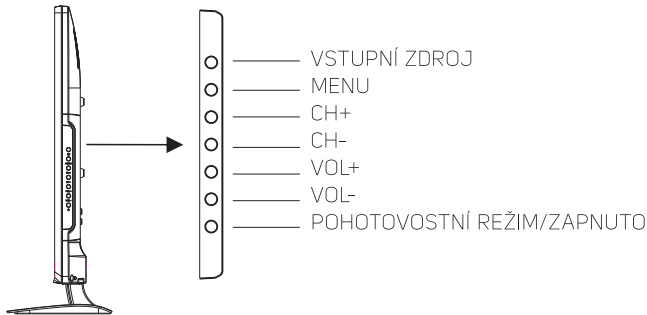 VSTUPNÍ ZDROJ
MENU
CH+
CH-
VOL+
VOL-
POHOTOVOSTNÍ REŽIM/ZAPNUTO